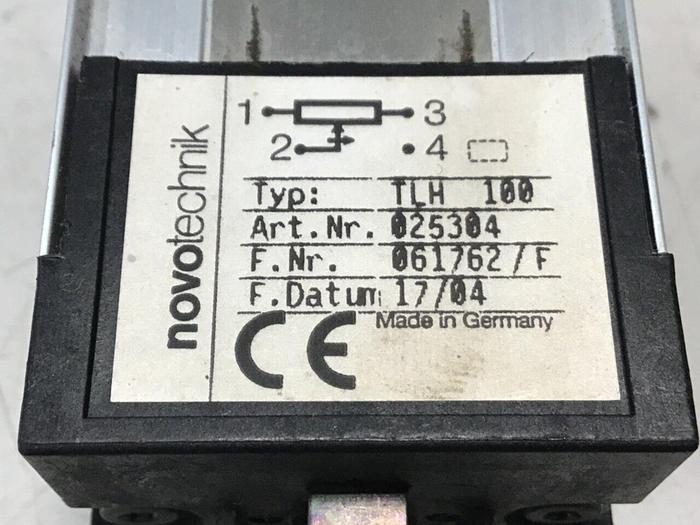 novotechnik
1 3
2 4
Typ: TLH 100
Art.Nr. 025304
F.Nr. 061762/F
F.Datum 17/04
CE Made in Germany